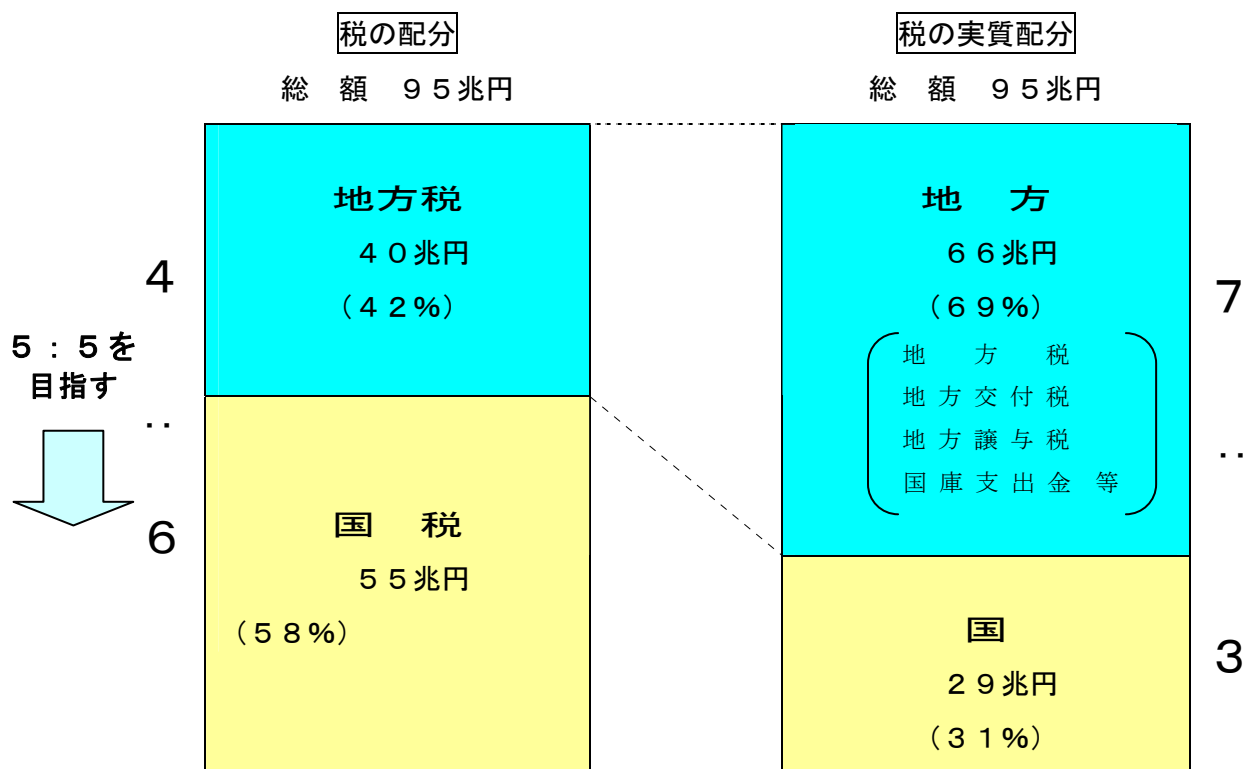 税の配分
総 額 ９５兆円
地方税
４０兆円
（４２%）
4
５：５を
目指す
：
6
国 税
５５兆円
（５８%）
税の実質配分
総 額 ９５兆円
地 方
６６兆円
（６９%）
地 方 税
地方交付税
地方譲与税
国庫支出金 等
7
：
国
２９兆円
（３１%）
3